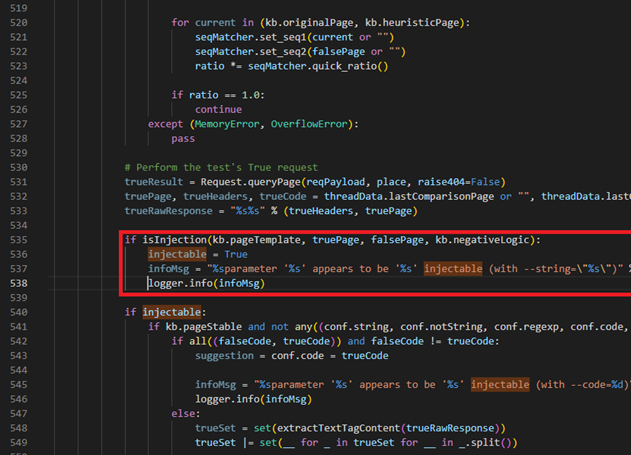 519
520 for current in (kb.originalPage, kb.heuristicPage):
521 seqMatcher.set_seq1(current or "")
522 seqMatcher.set_seq2(falsePage or "")
523 ratio *= seqMatcher.quick_ratio()
524
525 if ratio == 1.0:
526 continue
527 except (MemoryError, OverflowError):
528 pass
529
530 # Perform the test's True request
531 trueResult = Request.queryPage(reqPayload, place, raise404=False)
532 truePage, trueHeaders, trueCode = threadData.lastComparisonPage or "", threadData.last
533 trueRawResponse = "%s%s" % (trueHeaders, truePage)
534
535 if isInjection(kb.pageTemplate, truePage, falsePage, kb.negativeLogic):
536 injectable = True
537 infoMsg = "%sparameter '%s' appears to be '%s' injectable (with --string=\"%s\")" %
538 logger.info(infoMsg)
539
540 if injectable:
541 if kb.pageStable and not any((conf.string, conf.notString, conf.regexp, conf.code,
542 if all((falseCode, trueCode)) and falseCode != trueCode:
543 suggestion = conf.code = trueCode
544
545 infoMsg = "%sparameter '%s' appears to be '%s' injectable (with --code=%d)"
546 logger.info(infoMsg)
547 else:
548 trueSet = set(extractTextTagContent(trueRawResponse))
549 trueSet |= set(__ for _ in trueSet for __ in _.split())